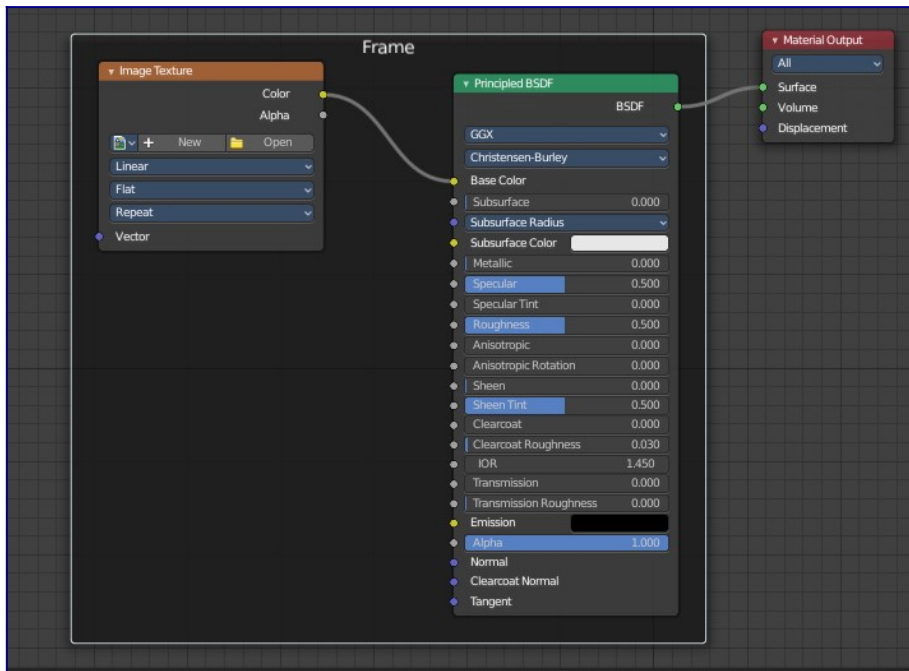 Frame
Image Texture
Color
Alpha
New
Open
Linear
Flat
Repeat
Vector
Principled BSDF
BSDF
GGX
Christensen-Burley
Base Color
Subsurface 0.000
Subsurface Radius
Subsurface Color
Metallic 0.000
Specular 0.500
Specular Tint 0.000
Roughness 0.500
Anisotropic 0.000
Anisotropic Rotation 0.000
Sheen 0.000
Sheen Tint 0.500
Clearcoat 0.000
Clearcoat Roughness 0.030
IOR 1.450
Transmission 0.000
Transmission Roughness 0.000
Emission
Alpha 1.000
Normal
Clearcoat Normal
Tangent
Material Output
All
Surface
Volume
Displacement